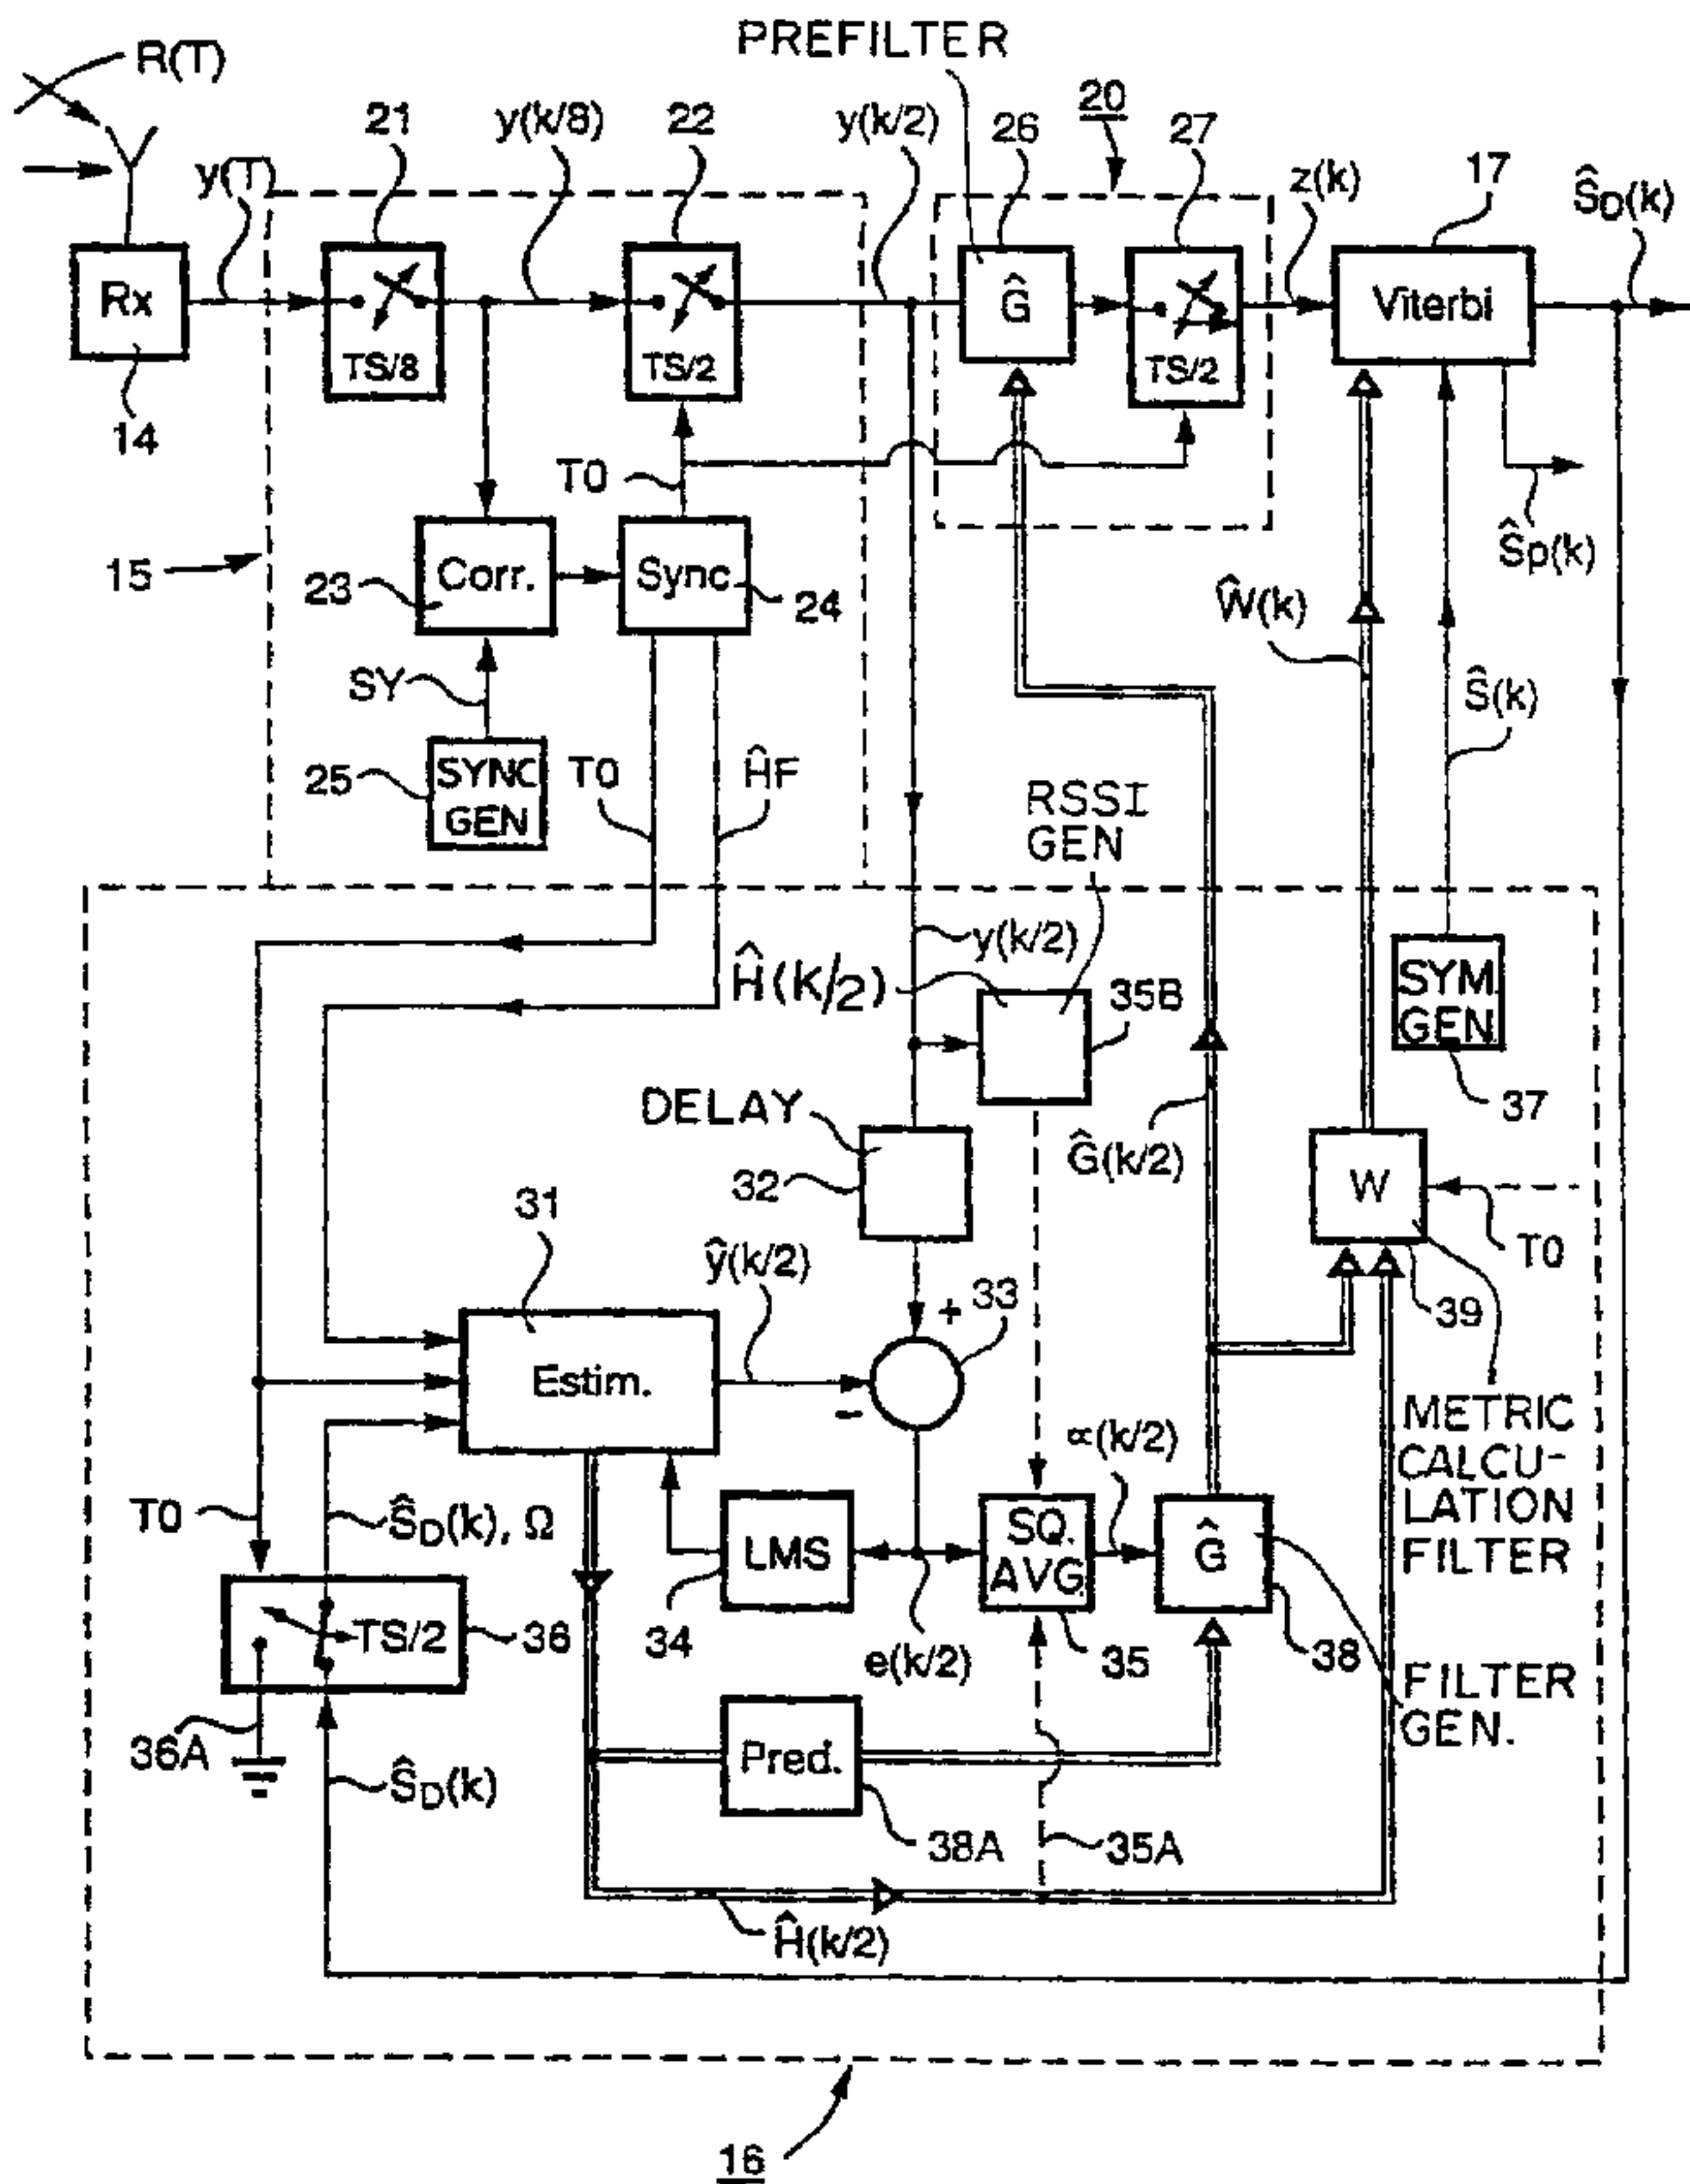 PREFILTER
R(T)
21
y(k/8)
22
y(k/2)
20
26
27
z(k)
17
ŜD(k)
y(T)
Rx
TS/8
TS/2
Ĝ
TS/2
Viterbi
14
T0
15
23
Corr.
Sync
24
Ŝp(k)
Ŵ(k)
SY
Ŝ(k)
25
SYNC
GEN
T0
ĤF
RSSI
GEN
y(k/2)
Ĥ(K/2)
35B
SYM.
GEN
37
DELAY
32
Ĝ(k/2)
W
T0
31
ŷ(k/2)
+
33
39
Estim.
-
METRIC
CALCU-
LATION
FILTER
∝(k/2)
T0
ŜD(k), Ω
LMS
SQ.
AVG
Ĝ
TS/2
36
34
e(k/2)
35
38
FILTER
GEN.
36A
ŜD(k)
Pred.
38A
35A
Ĥ(k/2)
16